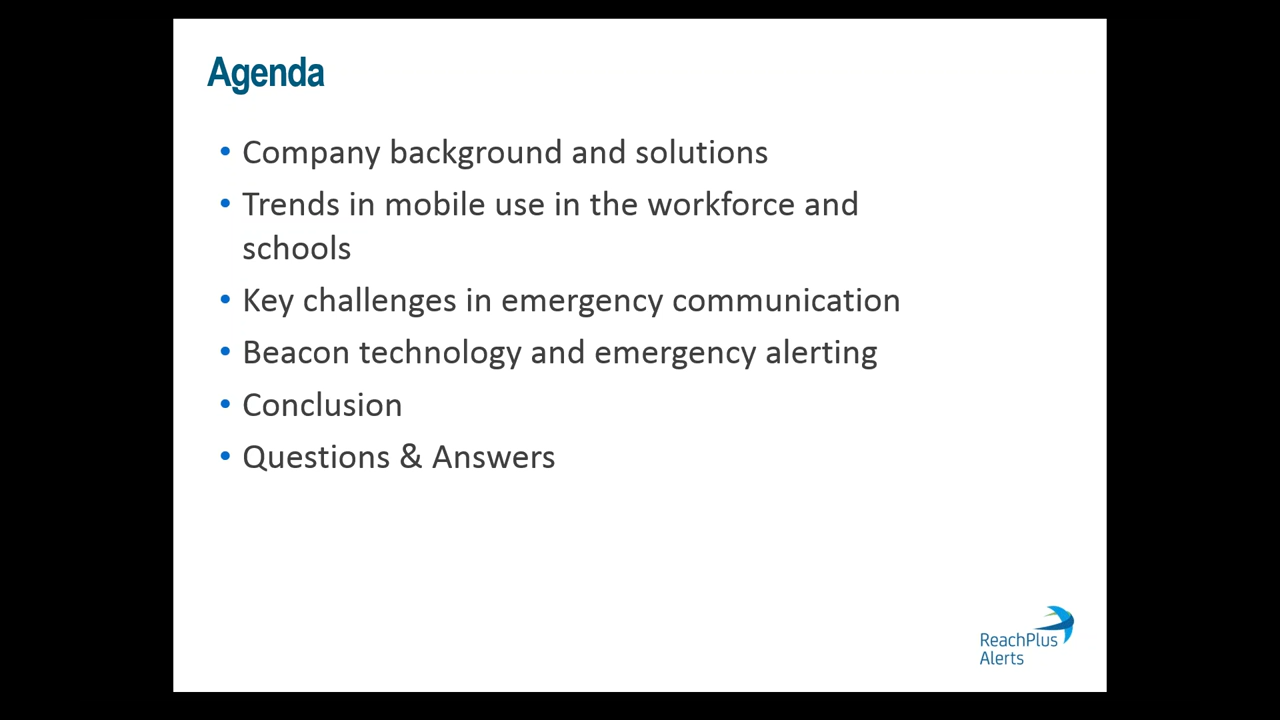 Agenda
• Company background and solutions
• Trends in mobile use in the workforce and
schools
• Key challenges in emergency communication
• Beacon technology and emergency alerting
• Conclusion
• Questions & Answers
ReachPlus
Alerts